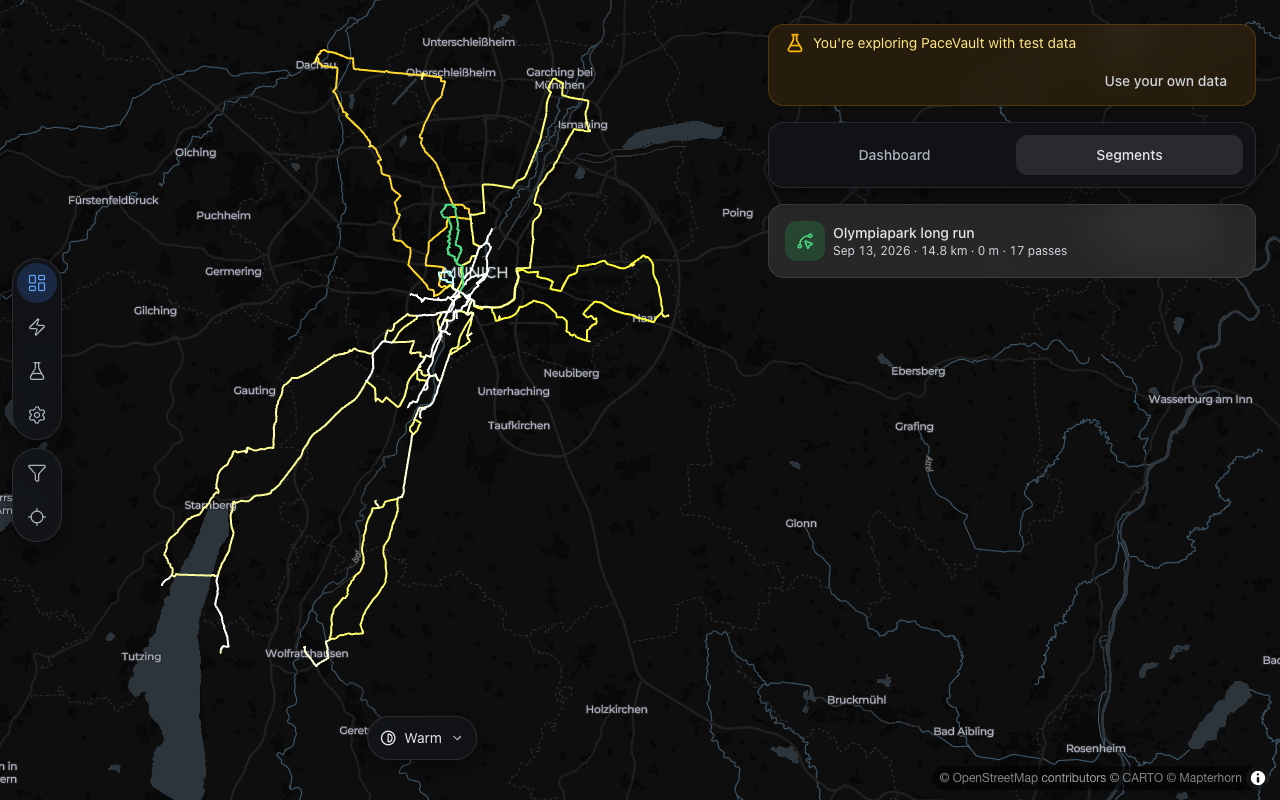 Unterschleißheim
Dachau
Oberschleißheim
Garching bei
München
Ismaning
Olching
Fürstenfeldbruck
Puchheim
Poing
Germering
MUNICH
Gilching
Haar
Neubiberg
Gauting
Unterhaching
Taufkirchen
Starnberg
Isar
Tutzing
Wolfratshausen
Holzkirchen
Ebersberg
Wasserburg am Inn
Grafing
Attel
Glonn
Bruckmühl
Bad Aibling
Rosenheim
You're exploring PaceVault with test data
Use your own data
Dashboard
Segments
Olympiapark long run
Sep 13, 2026 · 14.8 km · 0 m · 17 passes
Warm
© OpenStreetMap contributors © CARTO © Mapterhorn